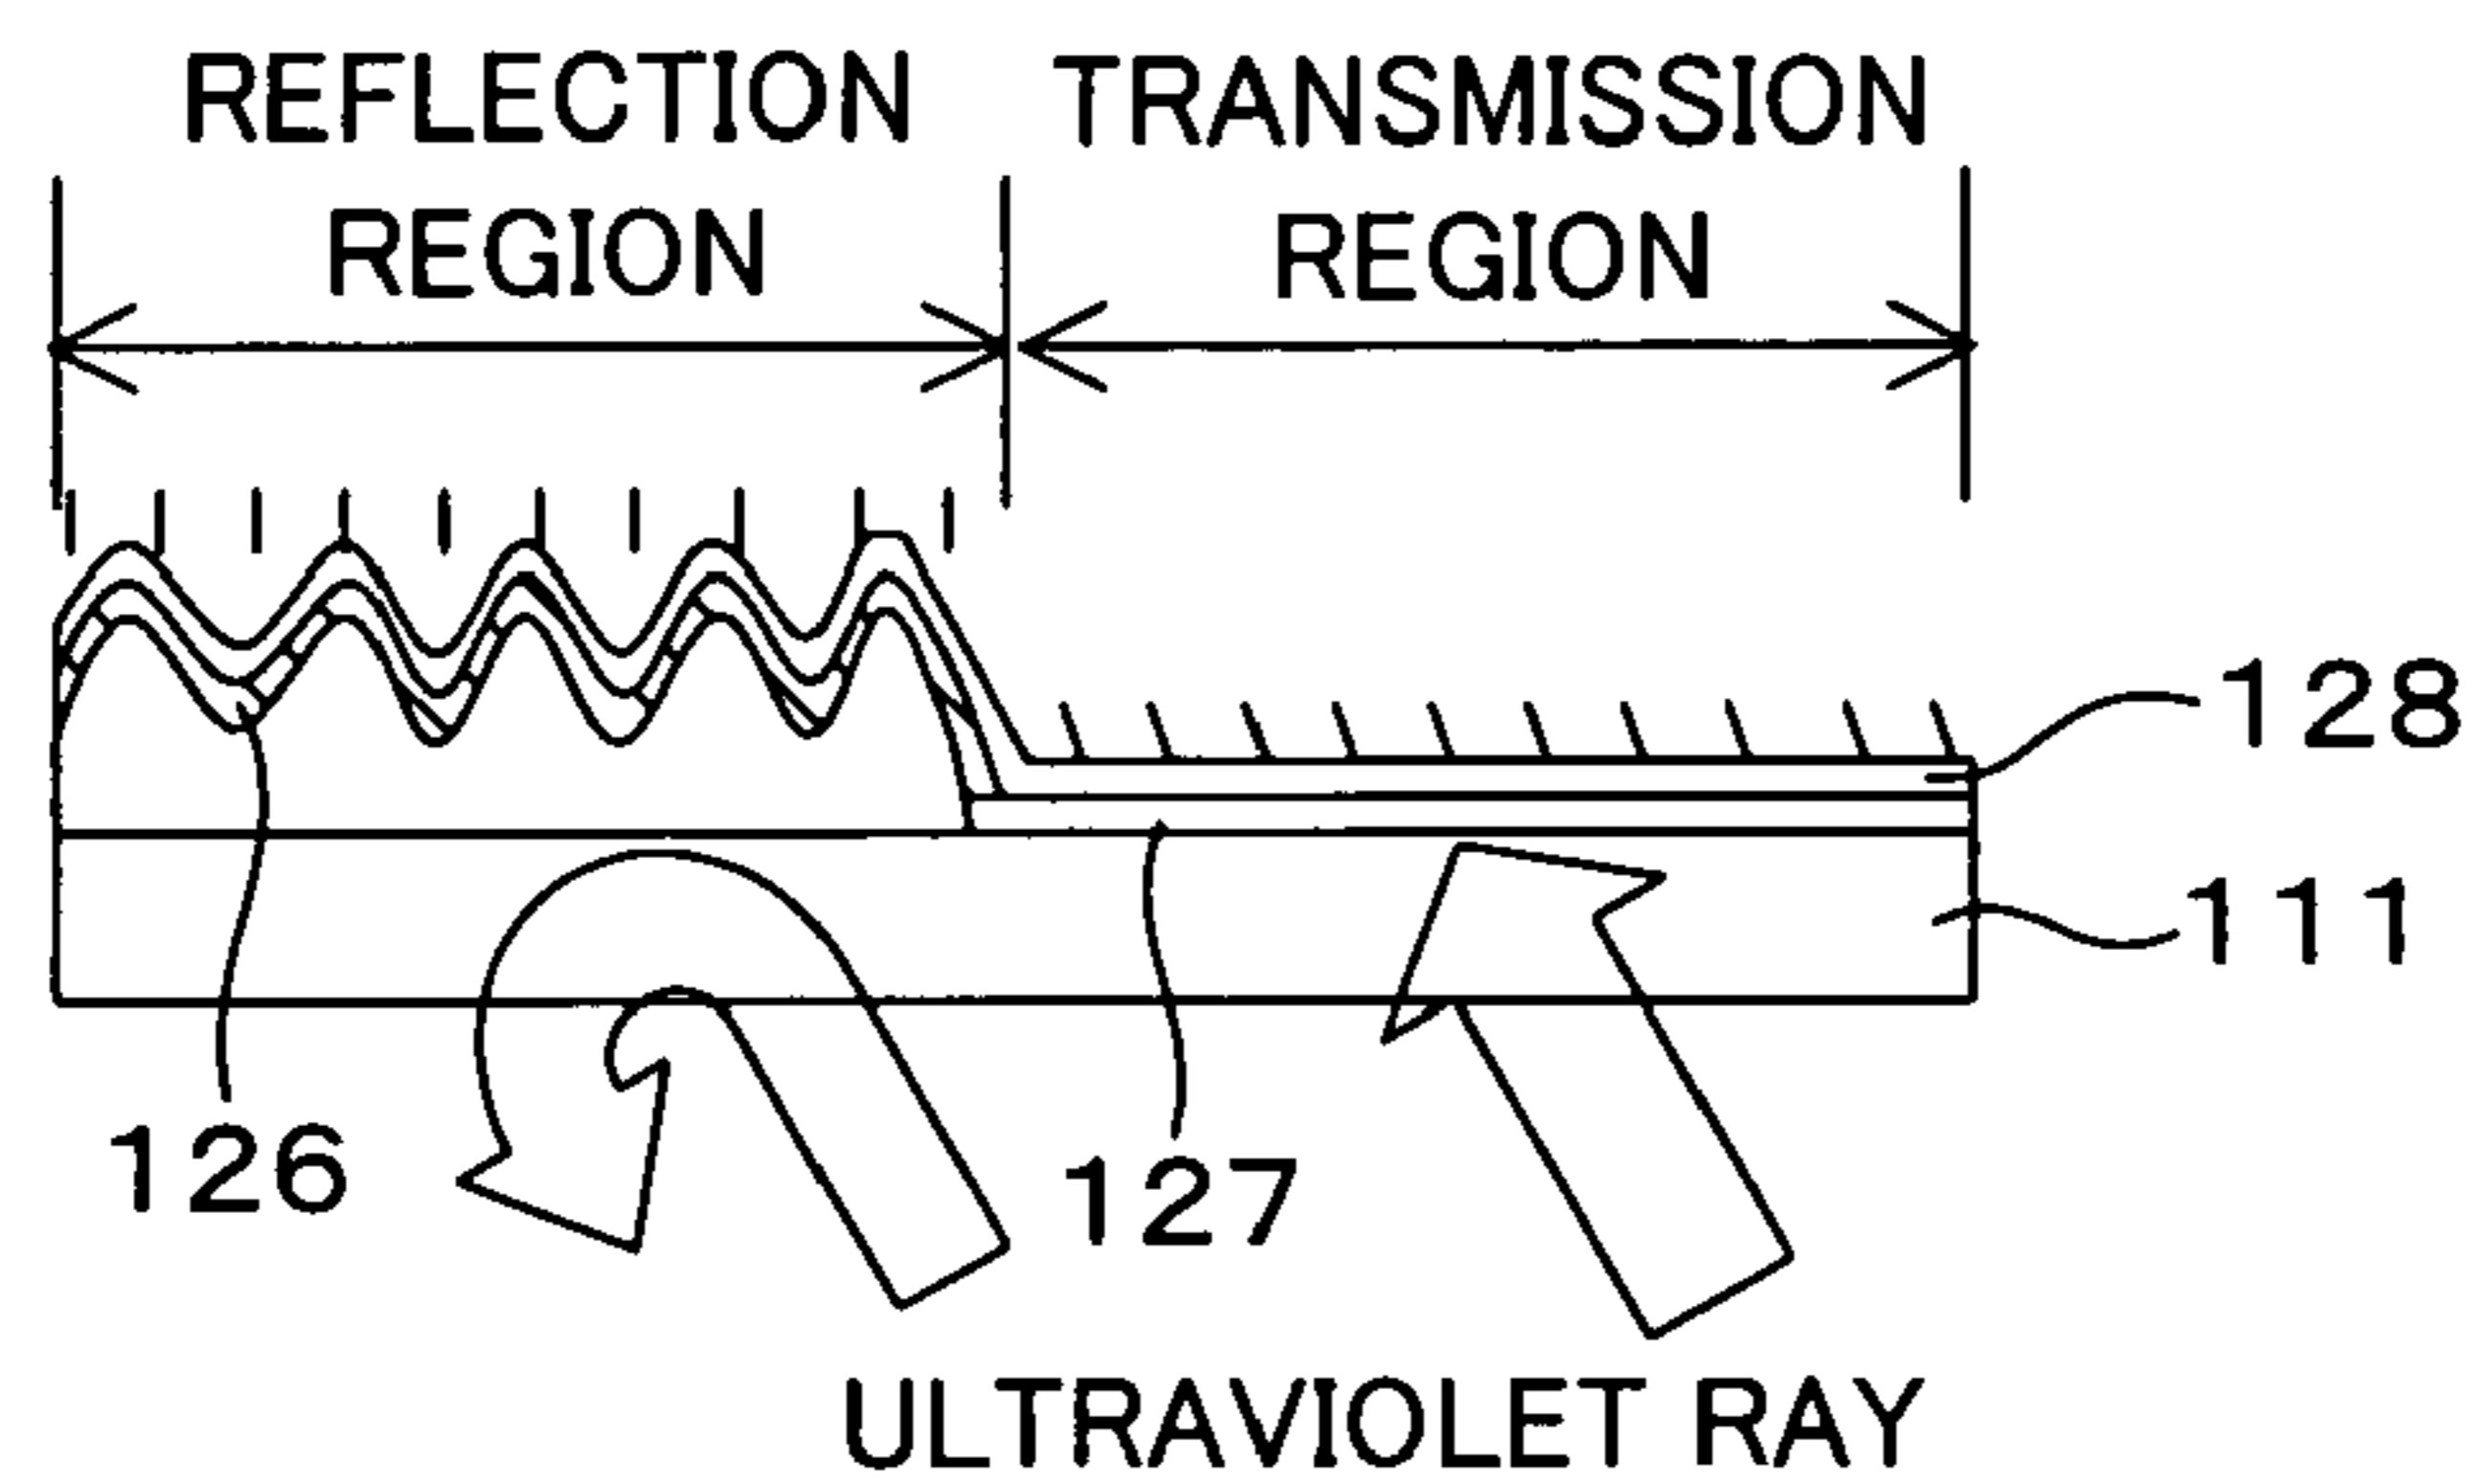 REFLECTION TRANSMISSION
REGION REGION
128
111
126
127
ULTRAVIOLET RAY